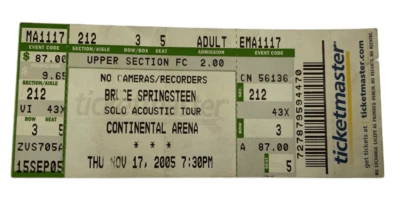 MA1117 212 3 5 ADULT EMA1117
EVENT CODE SECTION/AISLE ROW/BOX SEAT ADMISSION EVENT CODE
$ 87.00 UPPER SECTION FC 2.00
9.65 NO CAMERAS/RECORDERS CN 56136
SECTION/AISLE
212 BRUCE SPRINGSTEEN 212
VI 43X SOLO ACOUSTIC TOUR 43X
3 5 CONTINENTAL ARENA 3 A 87.00
ZVS705A * * *
15SEP05 THU NOV 17, 2005 7:30PM 5
128795594470
ticketmaster